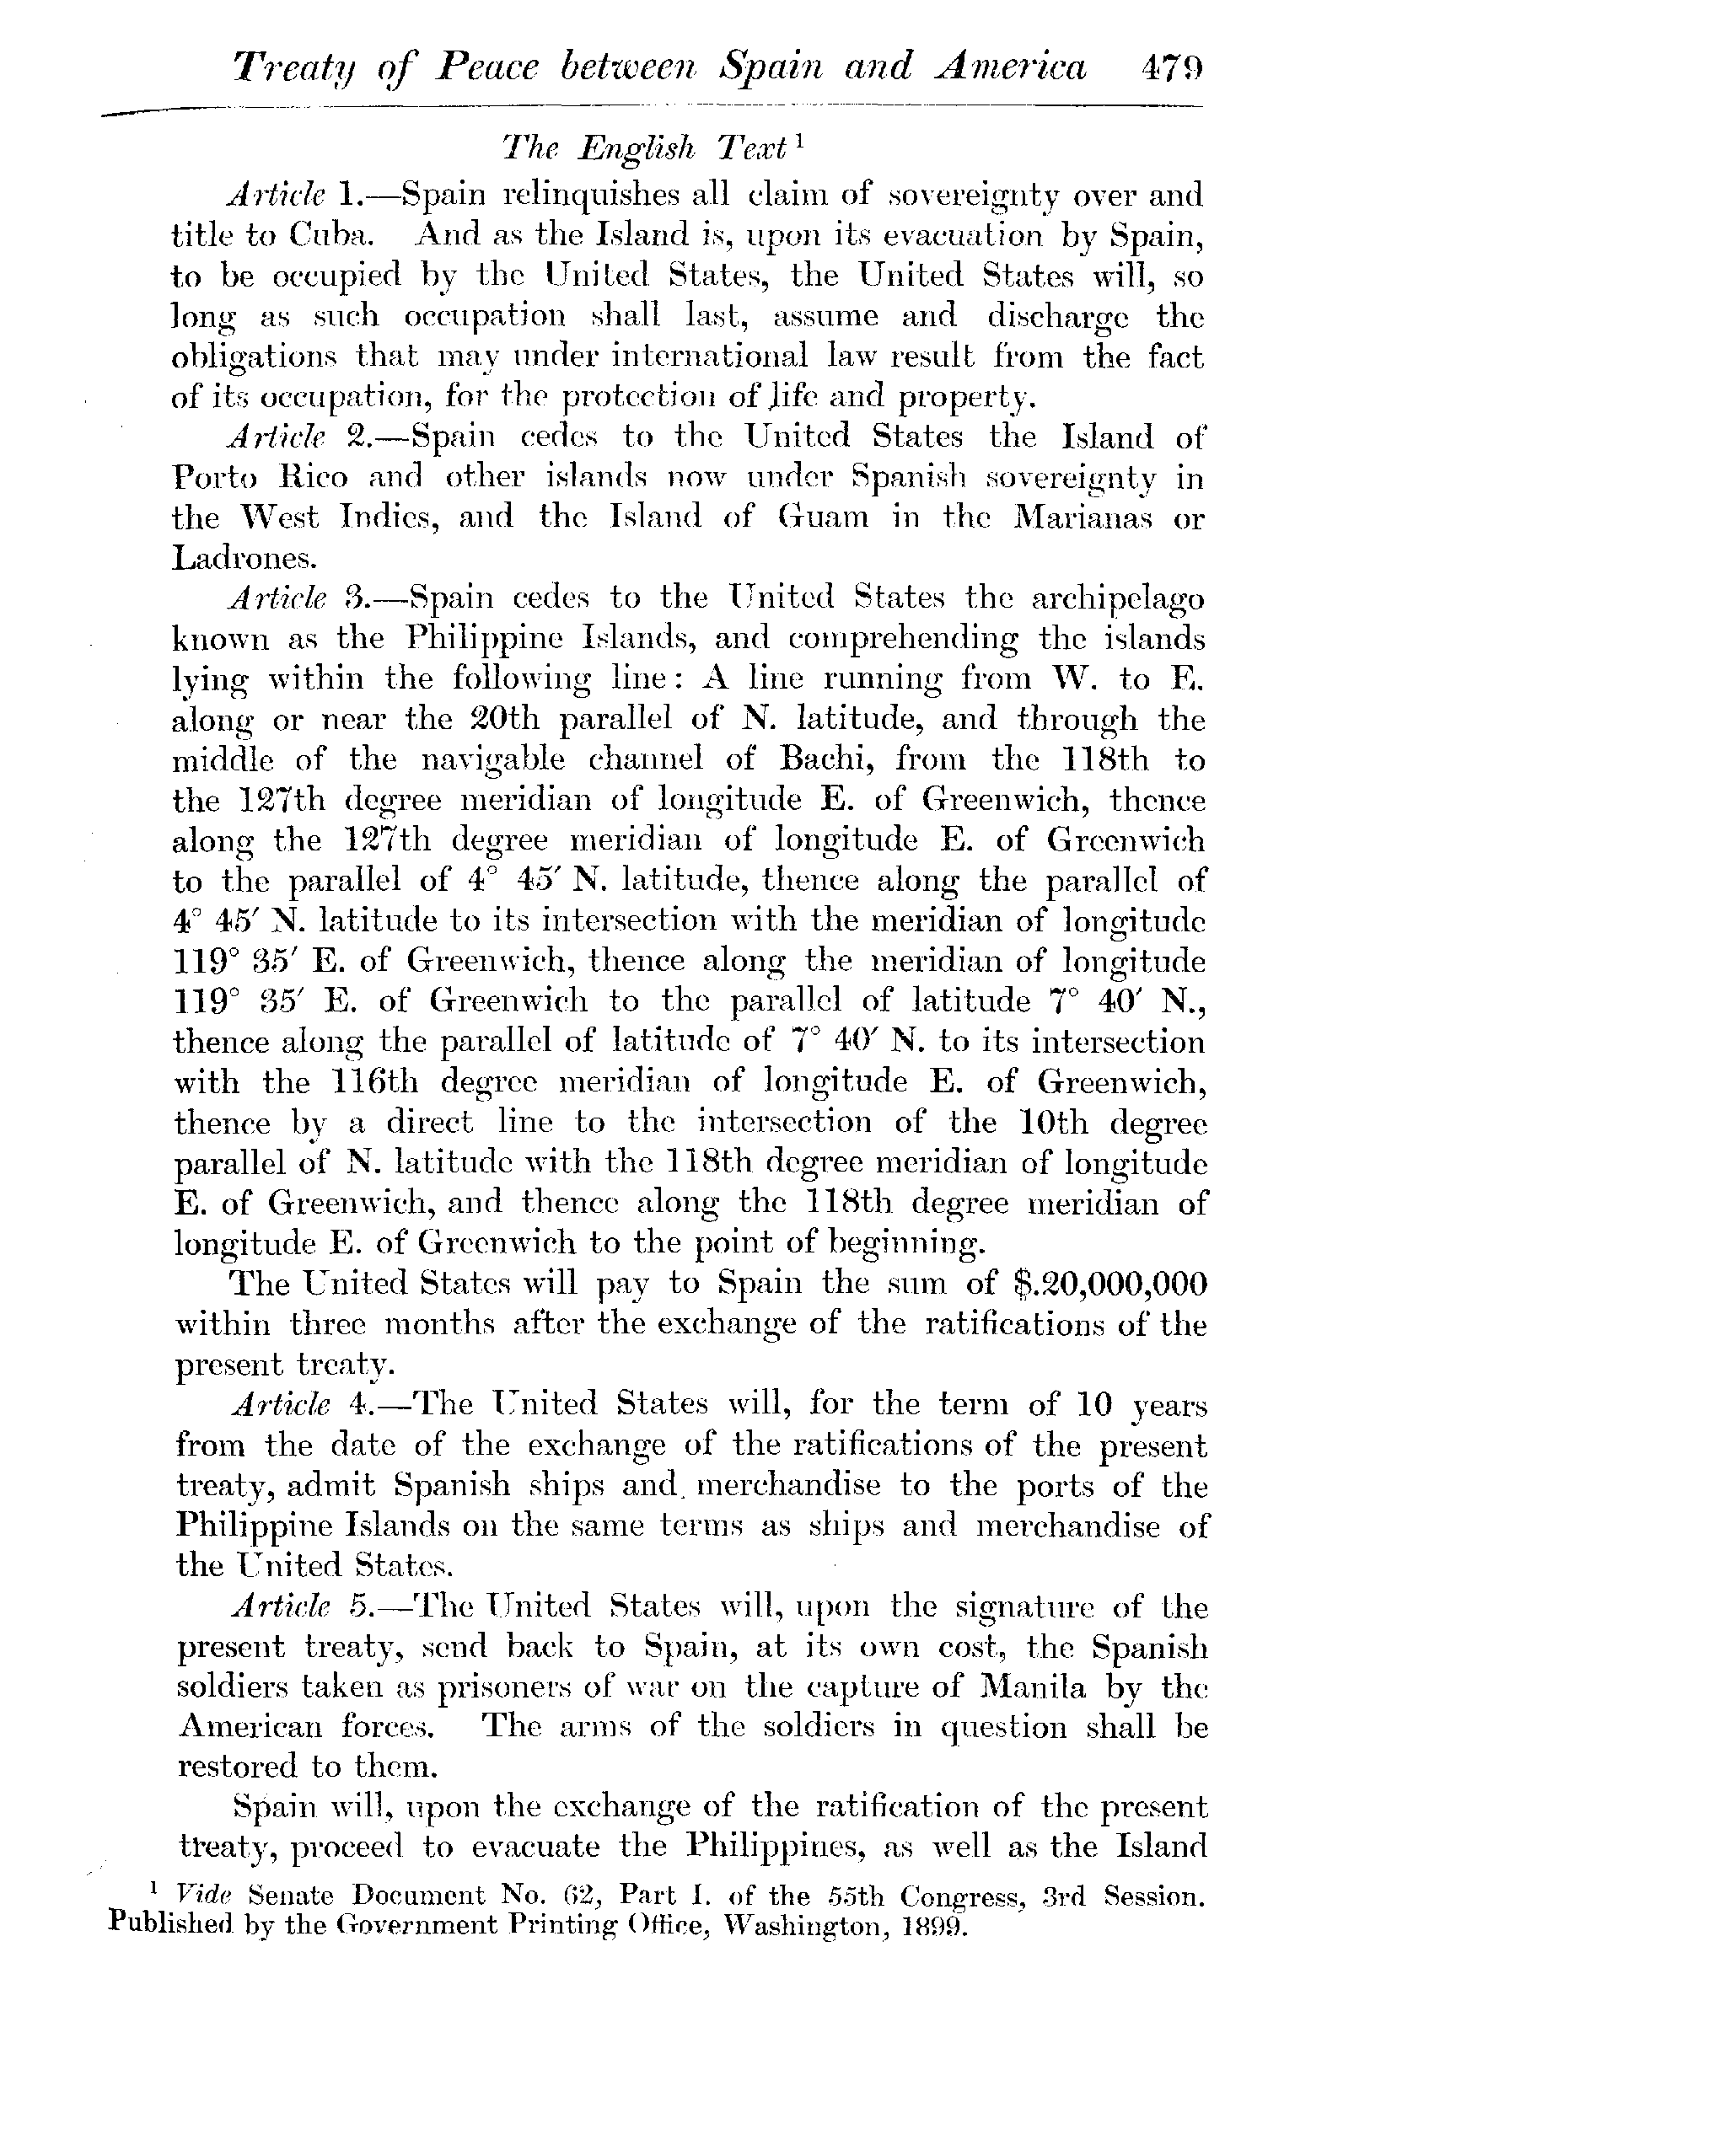 Treaty of Peace between Spain and America 479
The English Text 1
Article 1.—Spain relinquishes all claim of sovereignty over and
title to Cuba. And as the Island is, upon its evacuation by Spain,
to be occupied by the United States, the United States will, so
long as such occupation shall last, assume and discharge the
obligations that may under international law result from the fact
of its occupation, for the protection of life and property.
Article 2.—Spain cedes to the United States the Island of
Porto Rico and other islands now under Spanish sovereignty in
the West Indies, and the Island of Guam in the Marianas or
Ladrones.
Article 3.—Spain cedes to the United States the archipelago
known as the Philippine Islands, and comprehending the islands
lying within the following line: A line running from W. to E.
along or near the 20th parallel of N. latitude, and through the
middle of the navigable channel of Bachi, from the 118th to
the 127th degree meridian of longitude E. of Greenwich, thence
along the 127th degree meridian of longitude E. of Greenwich
to the parallel of 4° 45′ N. latitude, thence along the parallel of
4° 45′ N. latitude to its intersection with the meridian of longitude
119° 35′ E. of Greenwich, thence along the meridian of longitude
119° 35′ E. of Greenwich to the parallel of latitude 7° 40′ N.,
thence along the parallel of latitude of 7° 40′ N. to its intersection
with the 116th degree meridian of longitude E. of Greenwich,
thence by a direct line to the intersection of the 10th degree
parallel of N. latitude with the 118th degree meridian of longitude
E. of Greenwich, and thence along the 118th degree meridian of
longitude E. of Greenwich to the point of beginning.
The United States will pay to Spain the sum of $.20,000,000
within three months after the exchange of the ratifications of the
present treaty.
Article 4.—The United States will, for the term of 10 years
from the date of the exchange of the ratifications of the present
treaty, admit Spanish ships and merchandise to the ports of the
Philippine Islands on the same terms as ships and merchandise of
the United States.
Article 5.—The United States will, upon the signature of the
present treaty, send back to Spain, at its own cost, the Spanish
soldiers taken as prisoners of war on the capture of Manila by the
American forces. The arms of the soldiers in question shall be
restored to them.
Spain will, upon the exchange of the ratification of the present
treaty, proceed to evacuate the Philippines, as well as the Island
1 Vide Senate Document No. 62, Part I. of the 55th Congress, 3rd Session.
Published by the Government Printing Office, Washington, 1899.